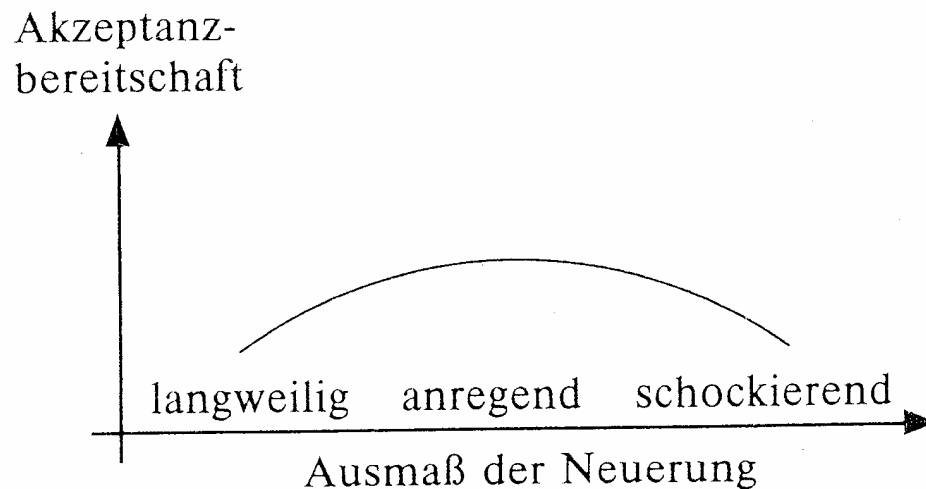 Akzeptanz-
bereitschaft
langweilig anregend schockierend
Ausmaß der Neuerung